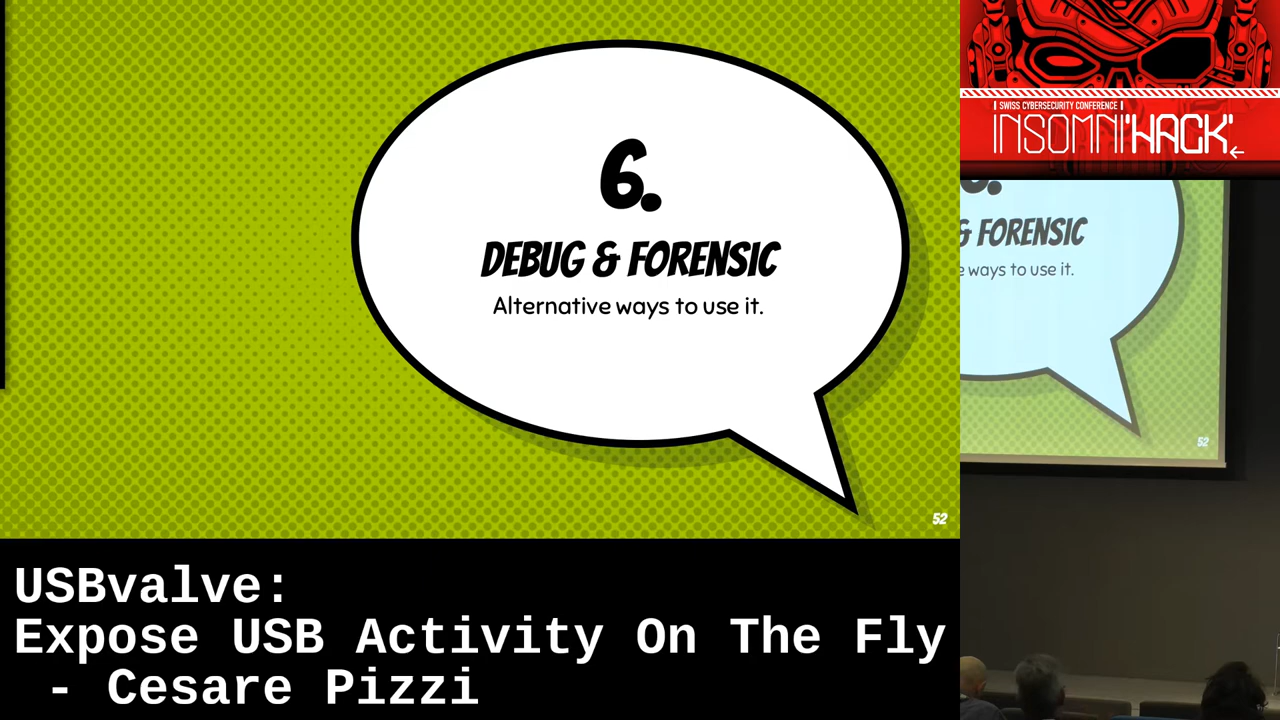 6.
DEBUG & FORENSIC
Alternative ways to use it.
52
USBvalve:
Expose USB Activity On The Fly
- Cesare Pizzi
SWISS CYBERSECURITY CONFERENCE
INSOMNI'HACK'
& FORENSIC
ways to use it.
52